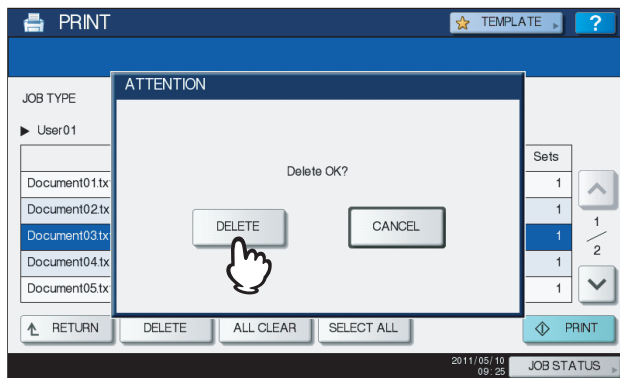 PRINT
TEMPLATE
?
ATTENTION
JOB TYPE
User01
Sets
Delete OK?
Document01.tx 1
Document02.tx 1
DELETE CANCEL
1
Document03.tx 1
2
Document04.tx 1
Document05.tx 1
RETURN DELETE ALL CLEAR SELECT ALL PRINT
2011/05/10
09:25
JOB STATUS